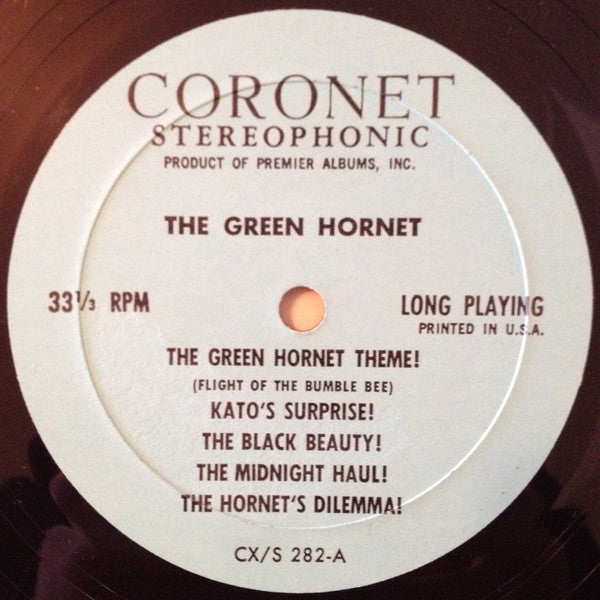 CORONET
STEREOPHONIC
PRODUCT OF PREMIER ALBUMS, INC.
THE GREEN HORNET
33⅓ RPM
LONG PLAYING
PRINTED IN U.S.A.
THE GREEN HORNET THEME!
(FLIGHT OF THE BUMBLE BEE)
KATO'S SURPRISE!
THE BLACK BEAUTY!
THE MIDNIGHT HAUL!
THE HORNET'S DILEMMA!
CX/S 282-A